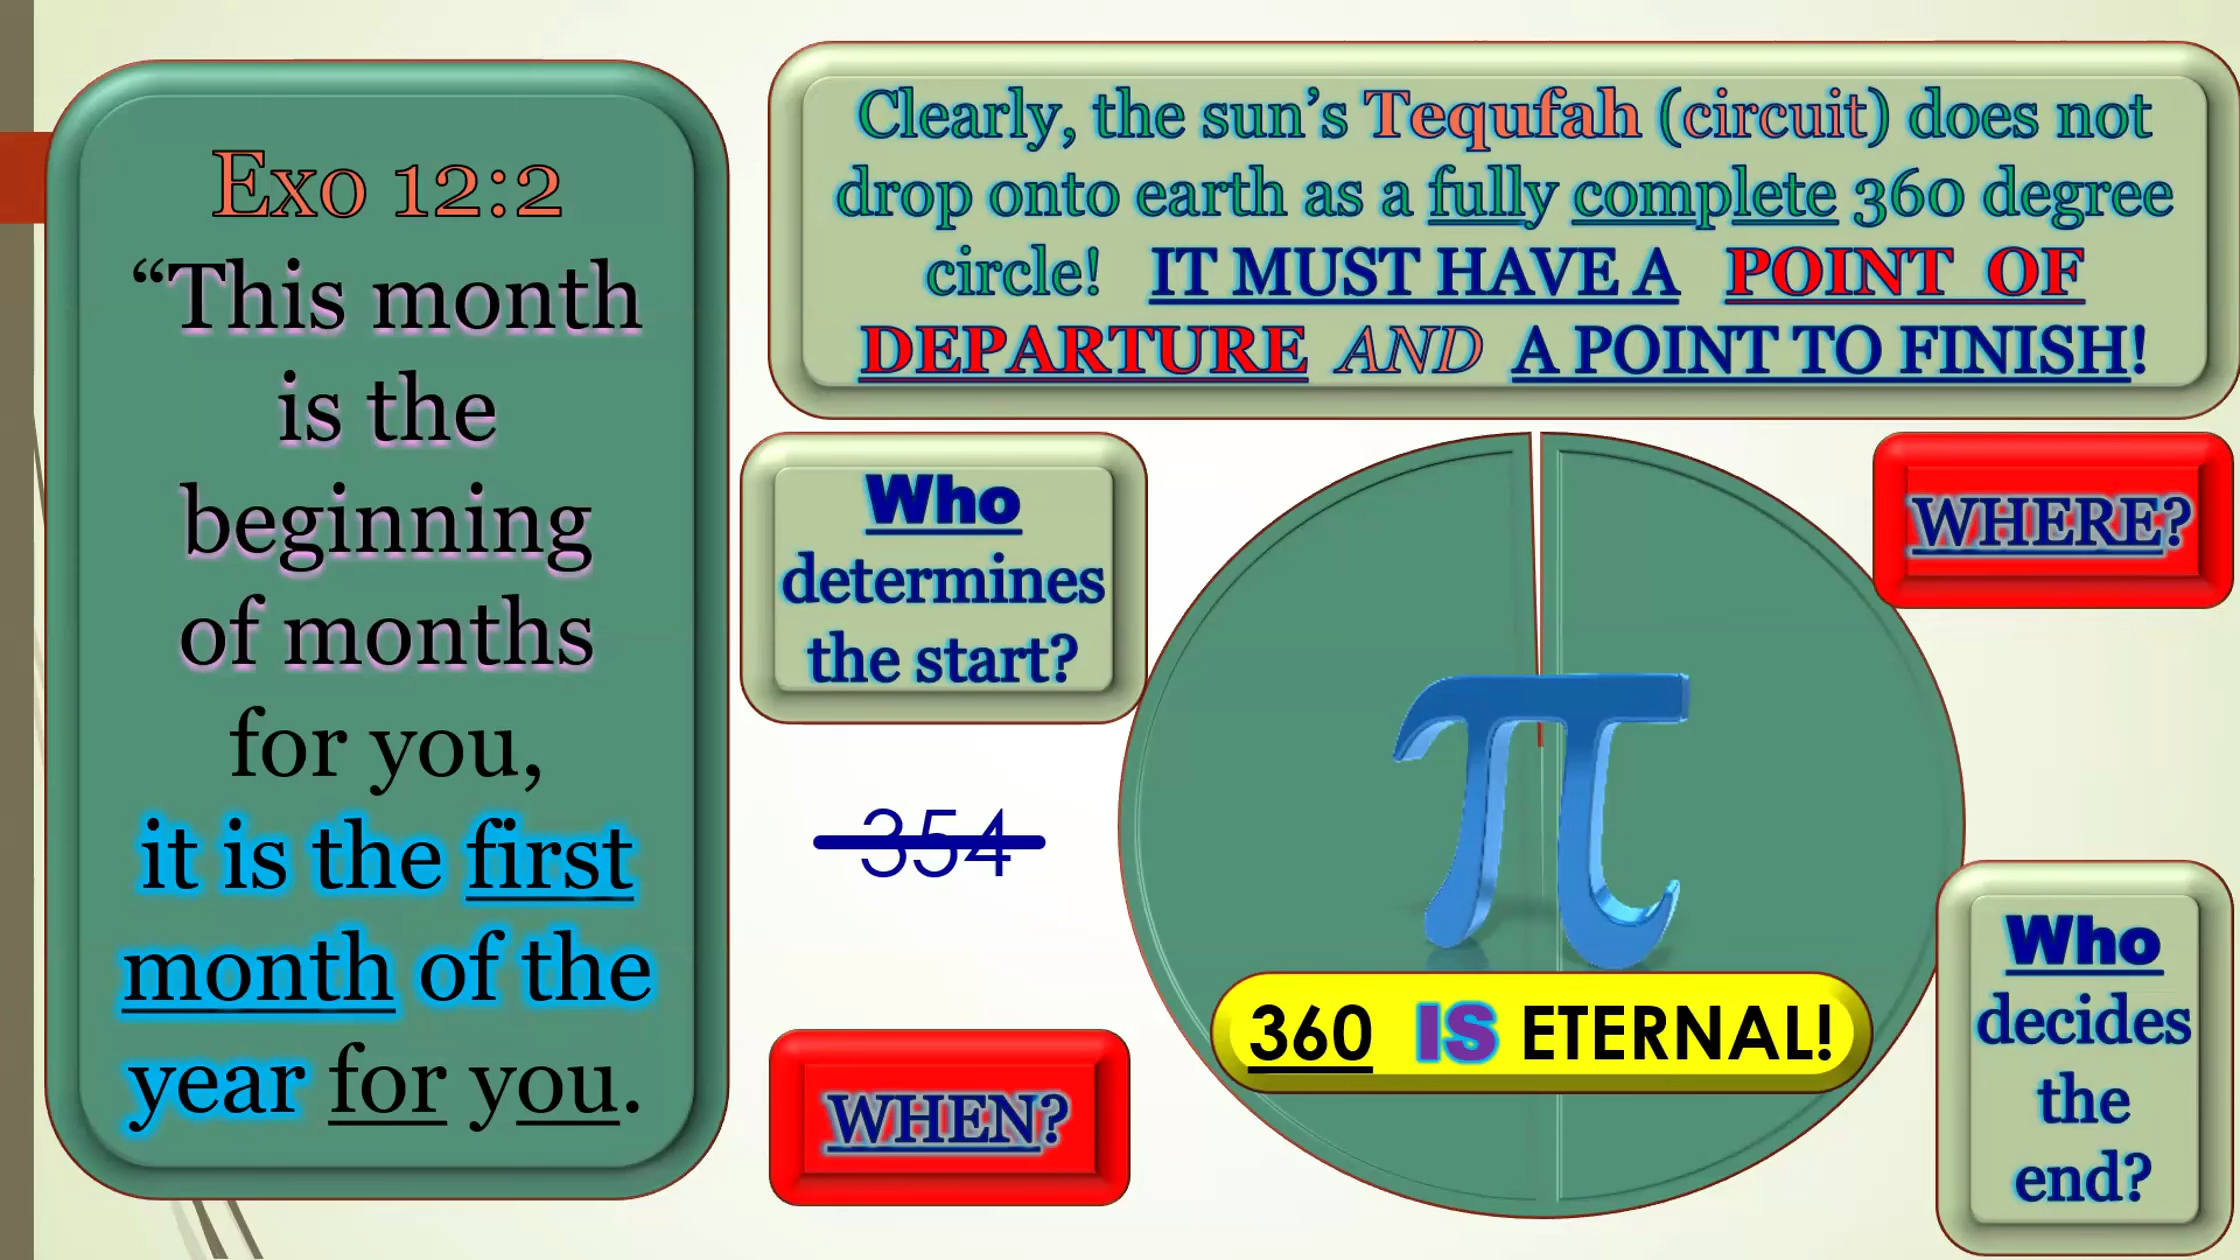 Exo 12:2
“This month
is the
beginning
of months
for you,
it is the first
month of the
year for you.
Clearly, the sun’s Tequfah (circuit) does not
drop onto earth as a fully complete 360 degree
circle! IT MUST HAVE A POINT OF
DEPARTURE AND A POINT TO FINISH!
Who
determines
the start?
WHERE?
354
π
360 IS ETERNAL!
WHEN?
Who
decides
the
end?